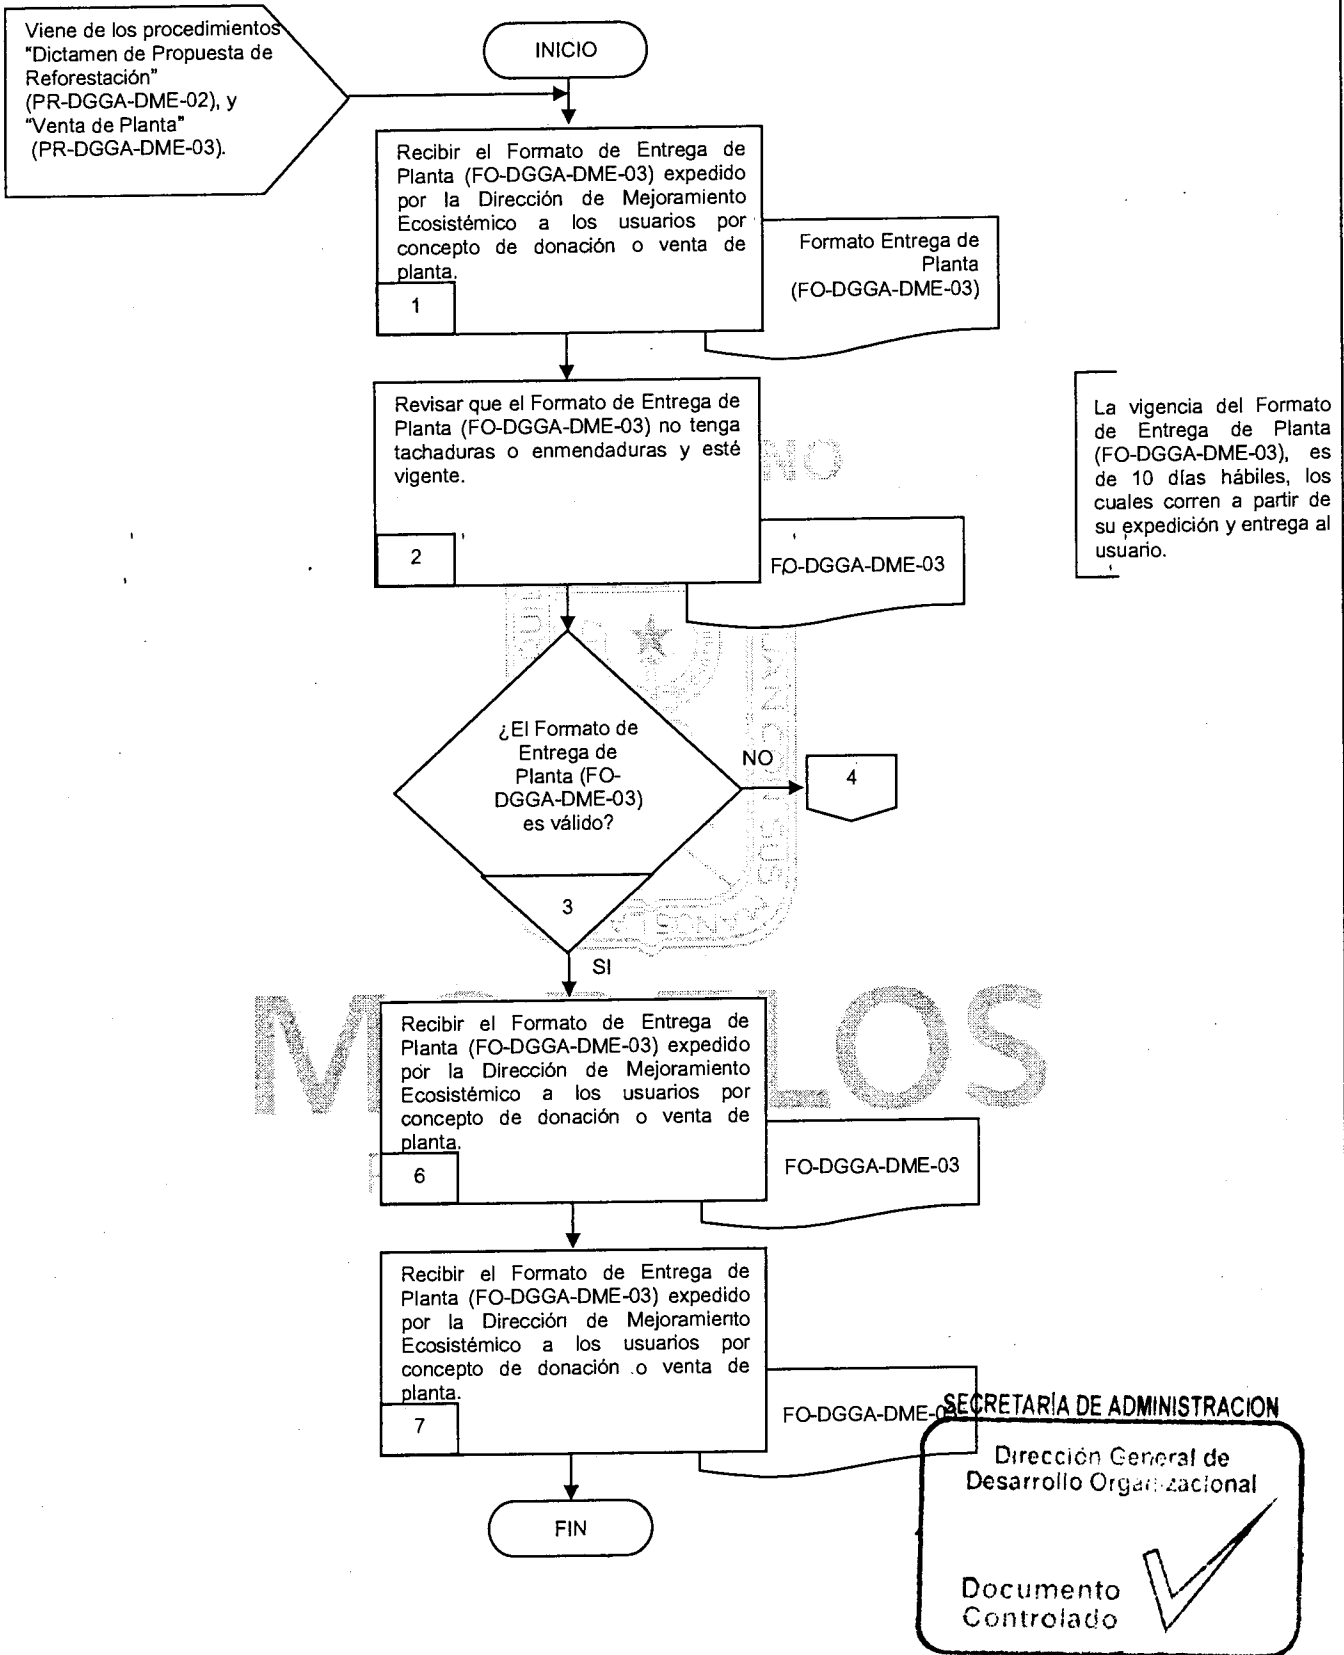 Viene de los procedimientos
"Dictamen de Propuesta de
Reforestación"
(PR-DGGA-DME-02), y
"Venta de Planta"
(PR-DGGA-DME-03).
INICIO
Recibir el Formato de Entrega de
Planta (FO-DGGA-DME-03) expedido
por la Dirección de Mejoramiento
Ecosistémico a los usuarios por
concepto de donación o venta de
planta.
1
Formato Entrega de
Planta
(FO-DGGA-DME-03)
Revisar que el Formato de Entrega de
Planta (FO-DGGA-DME-03) no tenga
tachaduras o enmendaduras y esté
vigente.
2
FO-DGGA-DME-03
La vigencia del Formato
de Entrega de Planta
(FO-DGGA-DME-03), es
de 10 días hábiles, los
cuales corren a partir de
su expedición y entrega al
usuario.
¿El Formato de
Entrega de
Planta (FO-
DGGA-DME-03)
es válido?
3
NO
4
SI
Recibir el Formato de Entrega de
Planta (FO-DGGA-DME-03) expedido
por la Dirección de Mejoramiento
Ecosistémico a los usuarios por
concepto de donación o venta de
planta.
6
FO-DGGA-DME-03
MORELOS
Recibir el Formato de Entrega de
Planta (FO-DGGA-DME-03) expedido
por la Dirección de Mejoramiento
Ecosistémico a los usuarios por
concepto de donación o venta de
planta.
7
FO-DGGA-DME-03
FIN
SECRETARÍA DE ADMINISTRACION
Dirección General de
Desarrollo Organizacional
Documento
Controlado